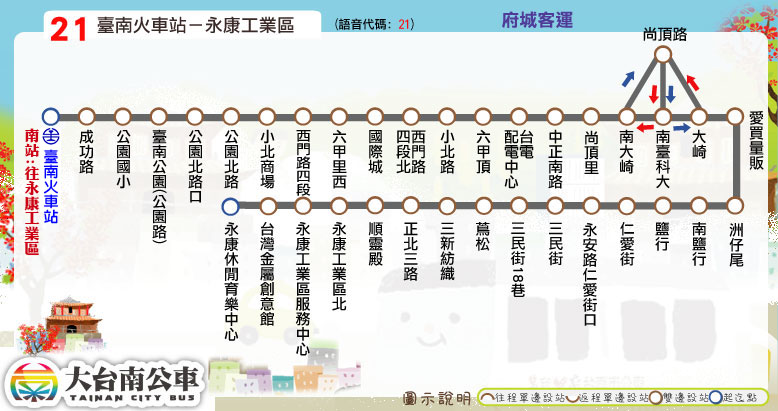 21 臺南火車站－永康工業區
（語音代碼：21）
府城客運
尚頂路
南站：往永康工業區
主 臺南火車站
成功路
公園國小
臺南公園(公園路)
公園北路口
公園北路
小北商場
西門路四段
六甲里西
國際城
西門路四段北
小北路
六甲頂
台電配電中心
中正南路
尚頂里
南大崎
南臺科大
大崎
愛買量販
洲仔尾
南鹽行
鹽行
仁愛街
永安路仁愛街口
三民街
三民街18巷
蔦松
三新紡織
正北三路
順靈殿
永康工業區北
永康工業區服務中心
台灣金屬創意館
永康休閒育樂中心
大台南公車
TAINAN CITY BUS
圖示說明
往程單邊設站
返程單邊設站
雙邊設站
起迄點